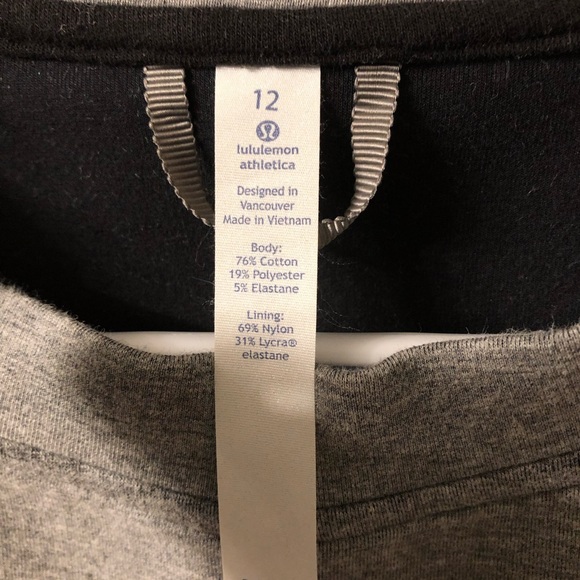 12
lululemon
athletica
Designed in
Vancouver
Made in Vietnam
Body:
76% Cotton
19% Polyester
5% Elastane
Lining:
69% Nylon
31% Lycra®
elastane